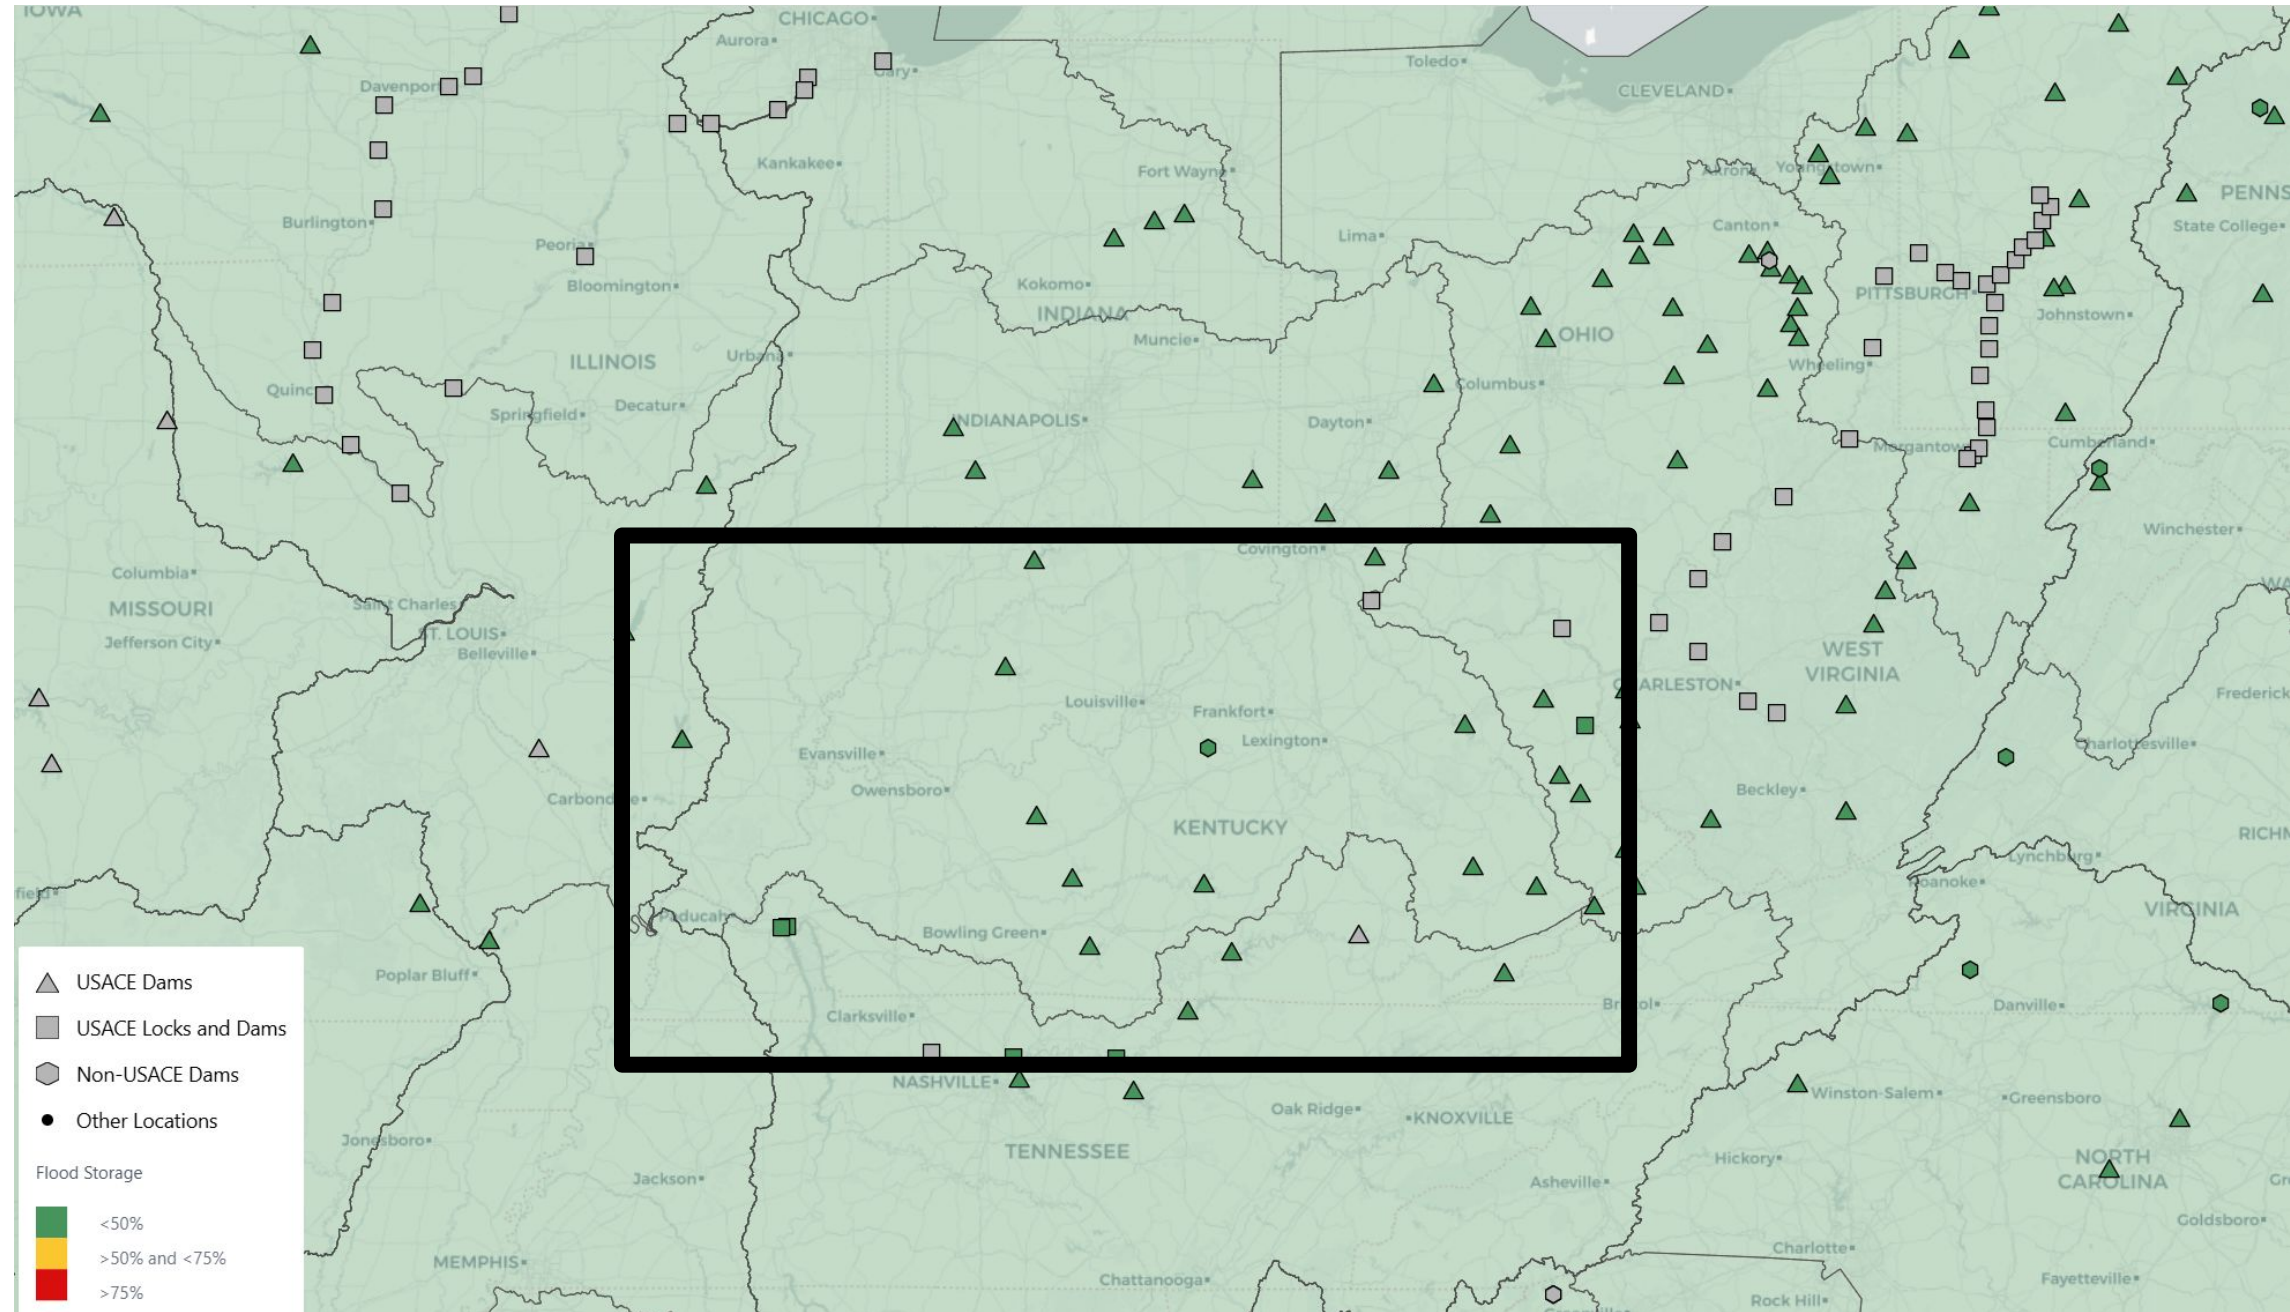 IOWA
CHICAGO
Aurora
Toledo
Gary
Davenport
CLEVELAND
Kankakee
Fort Wayne
Akron
Youngstown
PENNS
Burlington
Peoria
Lima
Canton
State College
Bloomington
Kokomo
PITTSBURGH
INDIANA
Johnstown
Muncie
OHIO
ILLINOIS
Urbana
Wheeling
Quinc
Columbus
Springfield
Decatur
INDIANAPOLIS
Dayton
Morgantow
Cumberland
Winchester
Covington
Columbia
WA
MISSOURI
Saint Charles
ST. LOUIS
Jefferson City
Belleville
WEST
VIRGINIA
CHARLESTON
Frederick
Louisville
Frankfort
Lexington
Charlottesville
Evansville
Owensboro
Carbondale
Beckley
KENTUCKY
RICHM
Lynchburg
Roanoke
field
VIRGINIA
Paducah
Bowling Green
Poplar Bluff
Bristol
Danville
Clarksville
NASHVILLE
Winston-Salem
Greensboro
Oak Ridge
KNOXVILLE
Jonesboro
TENNESSEE
NORTH
CAROLINA
Hickory
Jackson
Asheville
Gr
Goldsboro
Charlotte
MEMPHIS
Chattanooga
Fayetteville
Rock Hill
USACE Dams
USACE Locks and Dams
Non-USACE Dams
Other Locations
Flood Storage
<50%
>50% and <75%
>75%